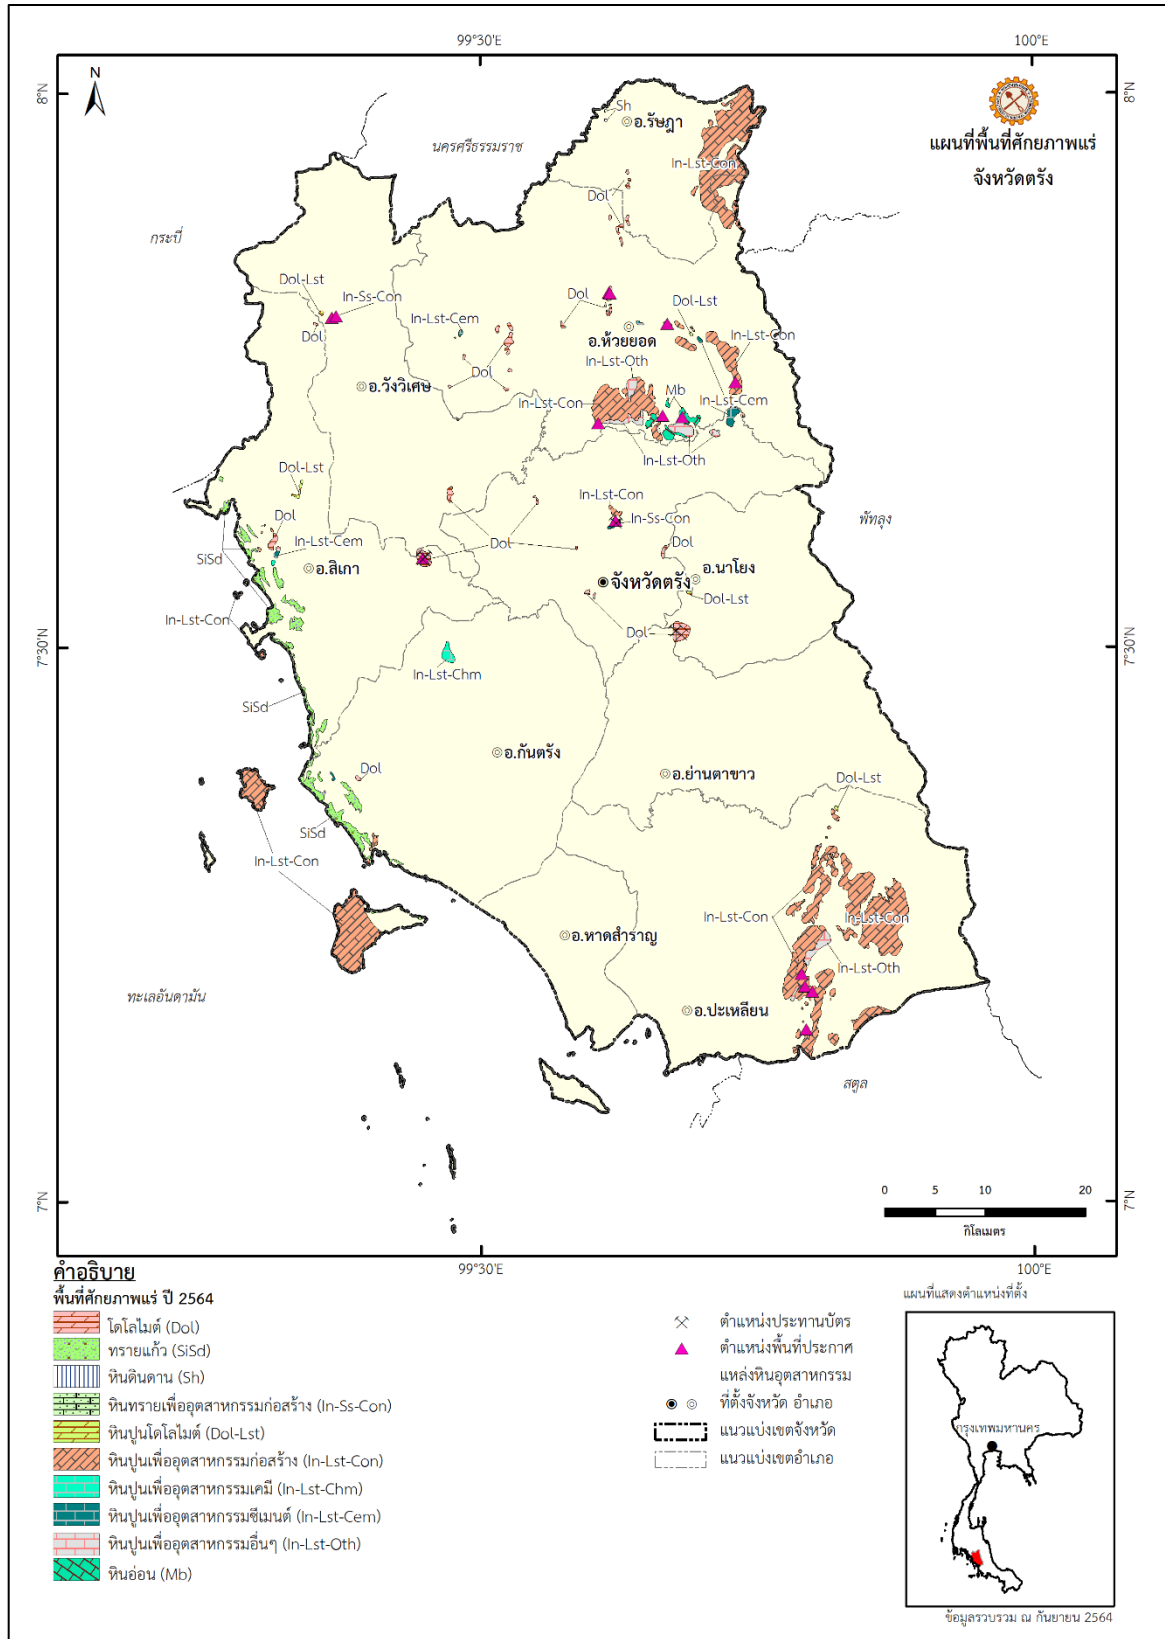 99°30'E
100°E
8°N
8°N
N
แผนที่พื้นที่ศักยภาพแร่
จังหวัดตรัง
Sh
อ.รัษฎา
นครศรีธรรมราช
In-Lst-Con
Dol
กระบี่
Dol-Lst
In-Ss-Con
Dol
Dol
Dol-Lst
In-Lst-Cem
In-Lst-Con
อ.ห้วยยอด
In-Lst-Oth
Dol
อ.วังวิเศษ
Mb
In-Lst-Con
In-Lst-Cem
In-Lst-Oth
Dol-Lst
In-Lst-Con
In-Ss-Con
พัทลุง
Dol
In-Lst-Cem
Dol
Dol
SiSd
อ.สิเกา
อ.นาโยง
จังหวัดตรัง
Dol-Lst
In-Lst-Con
Dol
7°30'N
7°30'N
In-Lst-Chm
SiSd
อ.กันตัง
Dol
อ.ย่านตาขาว
Dol-Lst
SiSd
In-Lst-Con
In-Lst-Con
In-Lst-Con
อ.หาดสำราญ
In-Lst-Oth
ทะเลอันดามัน
อ.ปะเหลียน
สตูล
0 5 10 20
กิโลเมตร
7°N
7°N
99°30'E
100°E
คำอธิบาย
พื้นที่ศักยภาพแร่ ปี 2564
โดโลไมต์ (Dol)
ทรายแก้ว (SiSd)
หินดินดาน (Sh)
หินทรายเพื่ออุตสาหกรรมก่อสร้าง (In-Ss-Con)
หินปูนโดโลไมต์ (Dol-Lst)
หินปูนเพื่ออุตสาหกรรมก่อสร้าง (In-Lst-Con)
หินปูนเพื่ออุตสาหกรรมเคมี (In-Lst-Chm)
หินปูนเพื่ออุตสาหกรรมซีเมนต์ (In-Lst-Cem)
หินปูนเพื่ออุตสาหกรรมอื่นๆ (In-Lst-Oth)
หินอ่อน (Mb)
ตำแหน่งประทานบัตร
ตำแหน่งพื้นที่ประกาศ
แหล่งหินอุตสาหกรรม
ที่ตั้งจังหวัด อำเภอ
แนวแบ่งเขตจังหวัด
แนวแบ่งเขตอำเภอ
แผนที่แสดงตำแหน่งที่ตั้ง
กรุงเทพมหานคร
ข้อมูลรวบรวม ณ กันยายน 2564